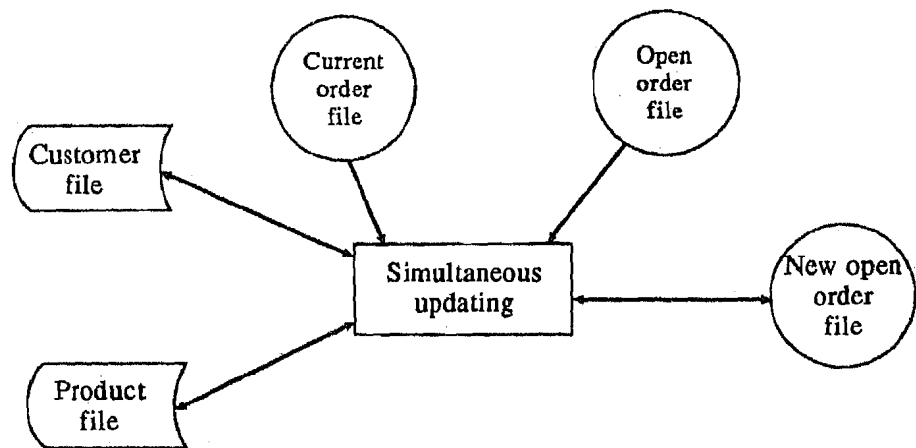 Current
order
file
Open
order
file
Customer
file
Simultaneous
updating
New open
order
file
Product
file